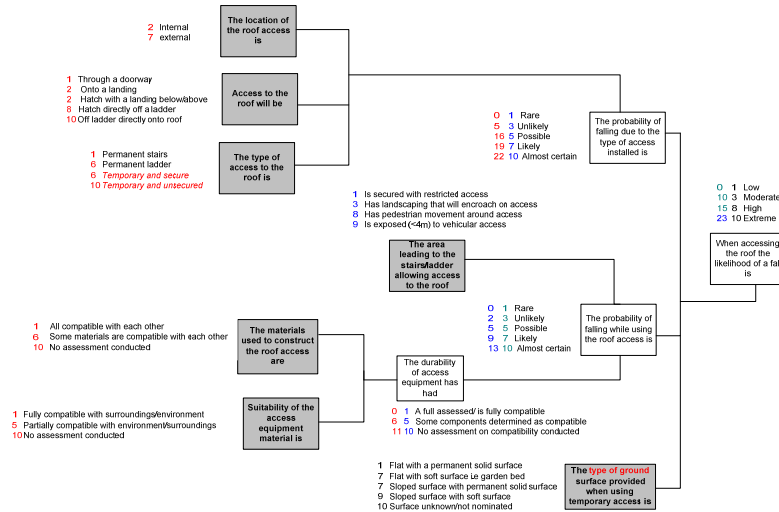 The location of
the roof access
is
2 Internal
7 external
Access to the
roof will be
1 Through a doorway
2 Onto a landing
2 Hatch with a landing below/above
8 Hatch directly off a ladder
10 Off ladder directly onto roof
The type of
access to the
roof is
1 Permanent stairs
6 Permanent ladder
6 Temporary and secure
10 Temporary and unsecured
0 1 Rare
5 3 Unlikely
16 5 Possible
19 7 Likely
22 10 Almost certain
The probability of
falling due to the
type of access
installed is
1 Is secured with restricted access
3 Has landscaping that will encroach on access
8 Has pedestrian movement around access
9 Is exposed (<4m) to vehicular access
The area
leading to the
stairs/ladder
allowing access
to the roof
0 1 Low
10 3 Moderate
15 8 High
23 10 Extreme
When accessing
the roof the
likelihood of a fall
is
0 1 Rare
2 3 Unlikely
5 5 Possible
9 7 Likely
13 10 Almost certain
The probability of
falling while using
the roof access is
1 All compatible with each other
6 Some materials are compatible with each other
10 No assessment conducted
The materials
used to construct
the roof access
are
The durability
of access
equipment has
had
1 Fully compatible with surroundings/environment
5 Partially compatible with environment/surroundings
10 No assessment conducted
Suitability of the
access
equipment
material is
0 1 A full assessed/ is fully compatible
6 5 Some components determined as compatible
11 10 No assessment on compatibility conducted
1 Flat with a permanent solid surface
7 Flat with soft surface i.e garden bed
7 Sloped surface with permanent solid surface
9 Sloped surface with soft surface
10 Surface unknown/not nominated
The type of ground
surface provided
when using
temporary access is